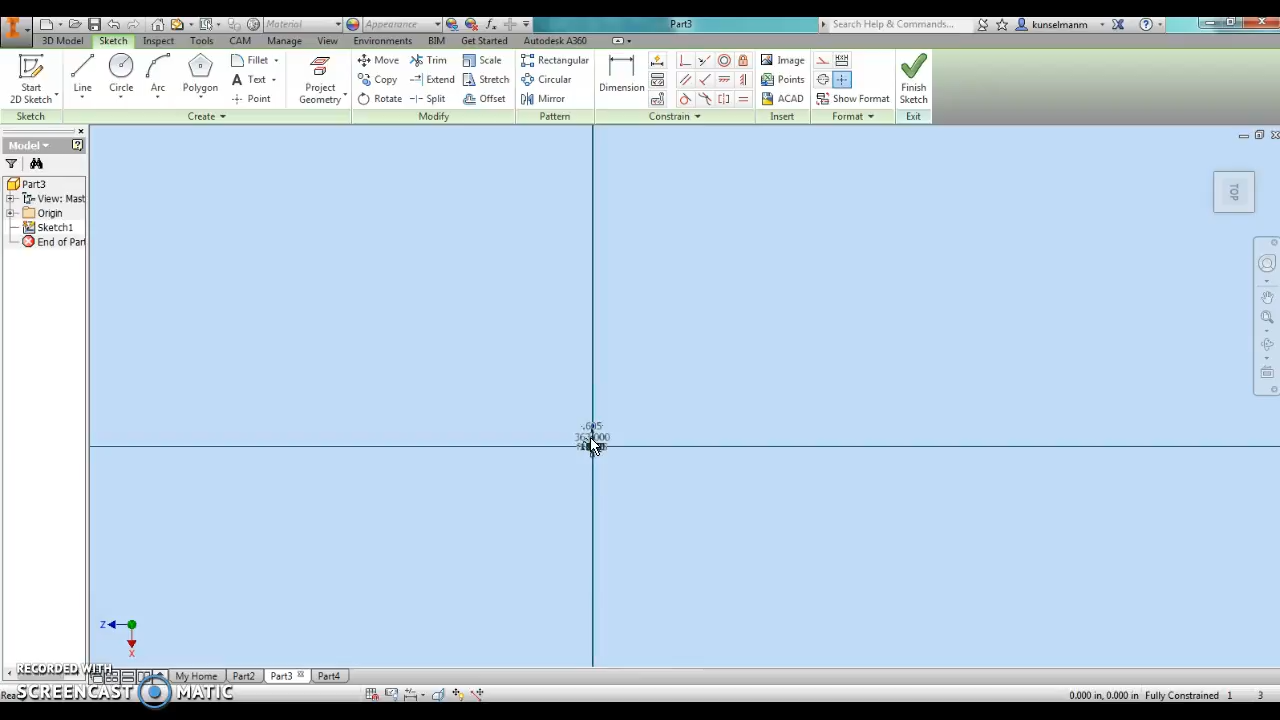 Material
Appearance
Part3
Search Help & Commands...
kunselmanm
3D Model
Sketch
Inspect
Tools
CAM
Manage
View
Environments
BIM
Get Started
Autodesk A360
Start
2D Sketch
Line
Circle
Arc
Polygon
Fillet
Text
Point
Project
Geometry
Move
Copy
Rotate
Trim
Extend
Split
Scale
Stretch
Offset
Rectangular
Circular
Mirror
Dimension
Image
Points
ACAD
Show Format
Finish
Sketch
Sketch
Create
Modify
Pattern
Constrain
Insert
Format
Exit
Model
Part3
View: Mast
Origin
Sketch1
End of Part
TOP
Z
X
RECORDED WITH
SCREENCAST MATIC
My Home
Part2
Part3
Part4
0.000 in, 0.000 in
Fully Constrained
1
3